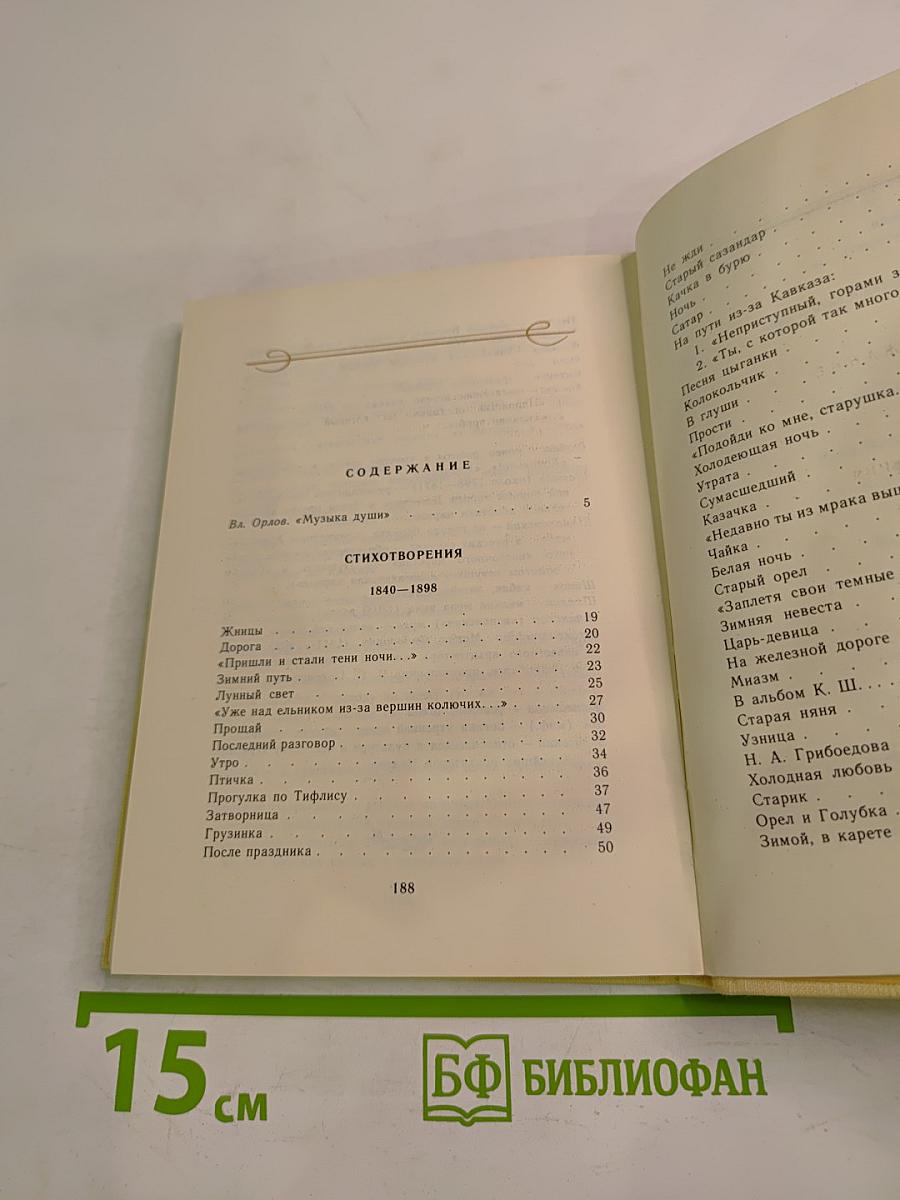 СОДЕРЖАНИЕ
Вл. Орлов. «Музыка души» . . . . . . . . . 5
СТИХОТВОРЕНИЯ
1840—1898
Жницы . . . . . . . . . . . . . . . 19
Дорога . . . . . . . . . . . . . . . 20
«Пришли и стали тени ночи. . .» . . . . . . . . 22
Зимний путь . . . . . . . . . . . . . . 23
Лунный свет . . . . . . . . . . . . . . 25
«Уже над ельником из-за вершин колючих. . .» . . . . 27
Прощай . . . . . . . . . . . . . . . 30
Последний разговор . . . . . . . . . . . . 32
Утро . . . . . . . . . . . . . . . . 34
Птичка . . . . . . . . . . . . . . . 36
Прогулка по Тифлису . . . . . . . . . . . 37
Затворница . . . . . . . . . . . . . . 47
Грузинка . . . . . . . . . . . . . . . 49
После праздника . . . . . . . . . . . . . 50
188
Не жди . . . . . . .
Старый сазандар . . . . .
Качка в бурю . . . . .
Ночь . . . . . . .
Сатар . . . . . . .
На пути из-за Кавказа:
1. «Неприступный, горами з
2. «Ты, с которой так много
Песня цыганки . . . .
Колокольчик . . . . .
В глуши . . . . . .
Прости . . . . . .
«Подойди ко мне, старушка.
Холодеющая ночь . . .
Утрата . . . . . .
Сумасшедший . . . .
Казачка . . . . . .
«Недавно ты из мрака выш
Чайка . . . . . .
Белая ночь . . . . .
Старый орел . . . .
«Заплетя свои темные
Зимняя невеста . . .
Царь-девица . . . .
На железной дороге
Миазм . . . . . .
В альбом К. Ш. . . .
Старая няня . . .
Узница . . . . .
Н. А. Грибоедова
Холодная любовь
Старик . . . .
Орел и Голубка .
Зимой, в карете
15 см
БФ БИБЛИОФАН